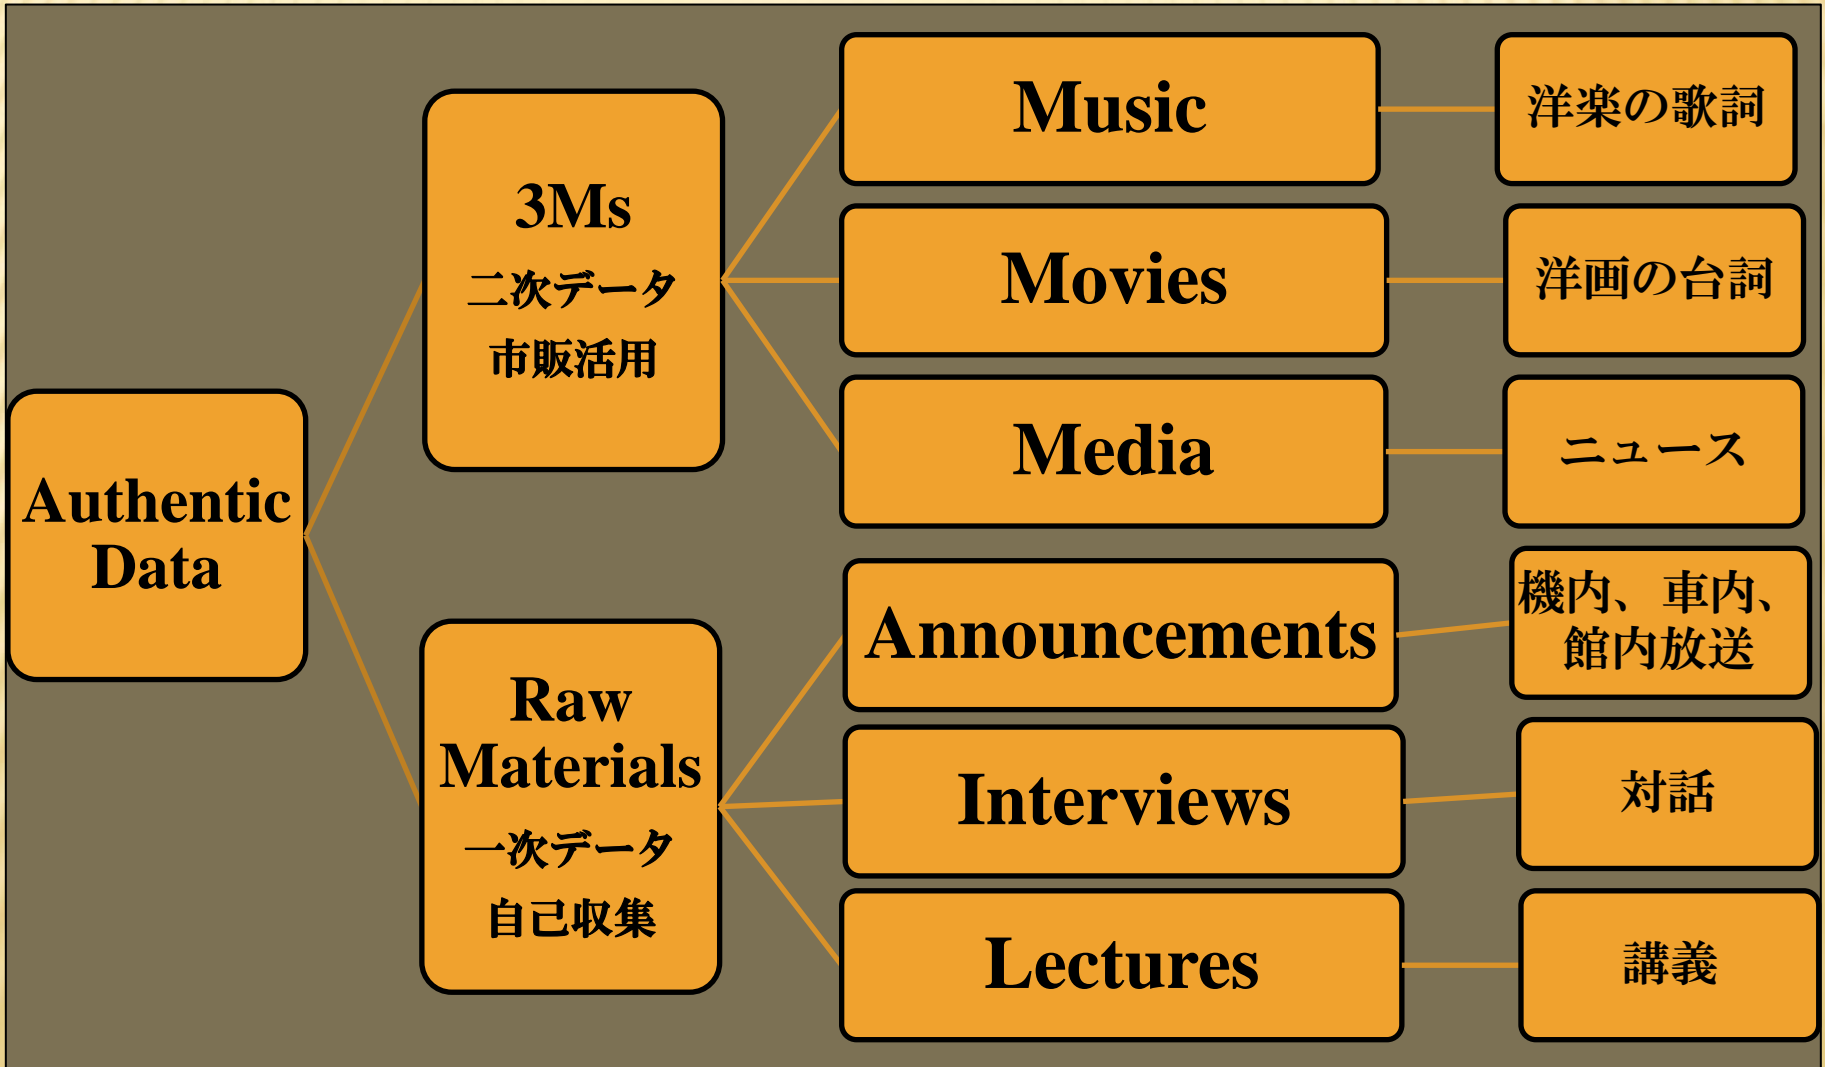 Authentic
Data
3Ms
二次データ
市販活用
Music
洋楽の歌詞
Movies
洋画の台詞
Media
ニュース
Raw
Materials
一次データ
自己収集
Announcements
機内、車内、
館内放送
Interviews
対話
Lectures
講義